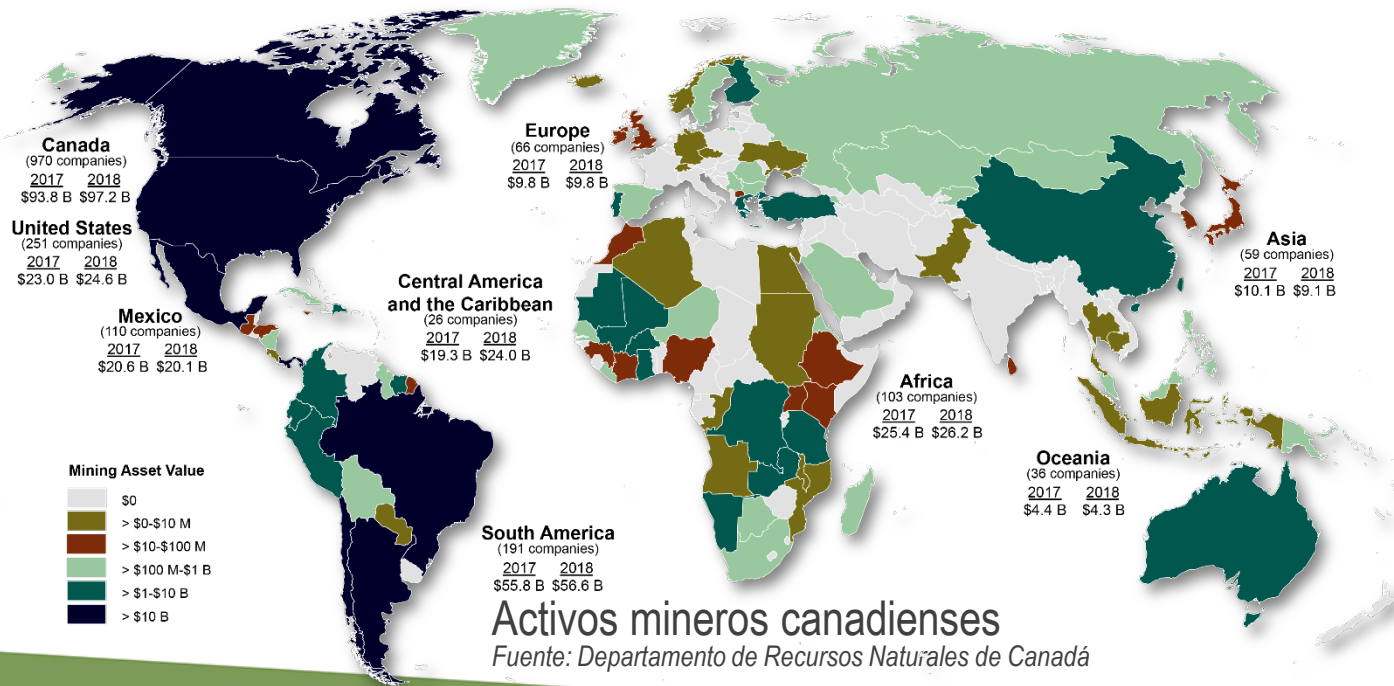 Canada
(970 companies)
2017 2018
$93.8 B $97.2 B
United States
(251 companies)
2017 2018
$23.0 B $24.6 B
Mexico
(110 companies)
2017 2018
$20.6 B $20.1 B
Central America
and the Caribbean
(26 companies)
2017 2018
$19.3 B $24.0 B
Europe
(66 companies)
2017 2018
$9.8 B $9.8 B
Asia
(59 companies)
2017 2018
$10.1 B $9.1 B
Africa
(103 companies)
2017 2018
$25.4 B $26.2 B
Oceania
(36 companies)
2017 2018
$4.4 B $4.3 B
South America
(191 companies)
2017 2018
$55.8 B $56.6 B
Mining Asset Value
$0
> $0-$10 M
> $10-$100 M
> $100 M-$1 B
> $1-$10 B
> $10 B
Activos mineros canadienses
Fuente: Departamento de Recursos Naturales de Canadá